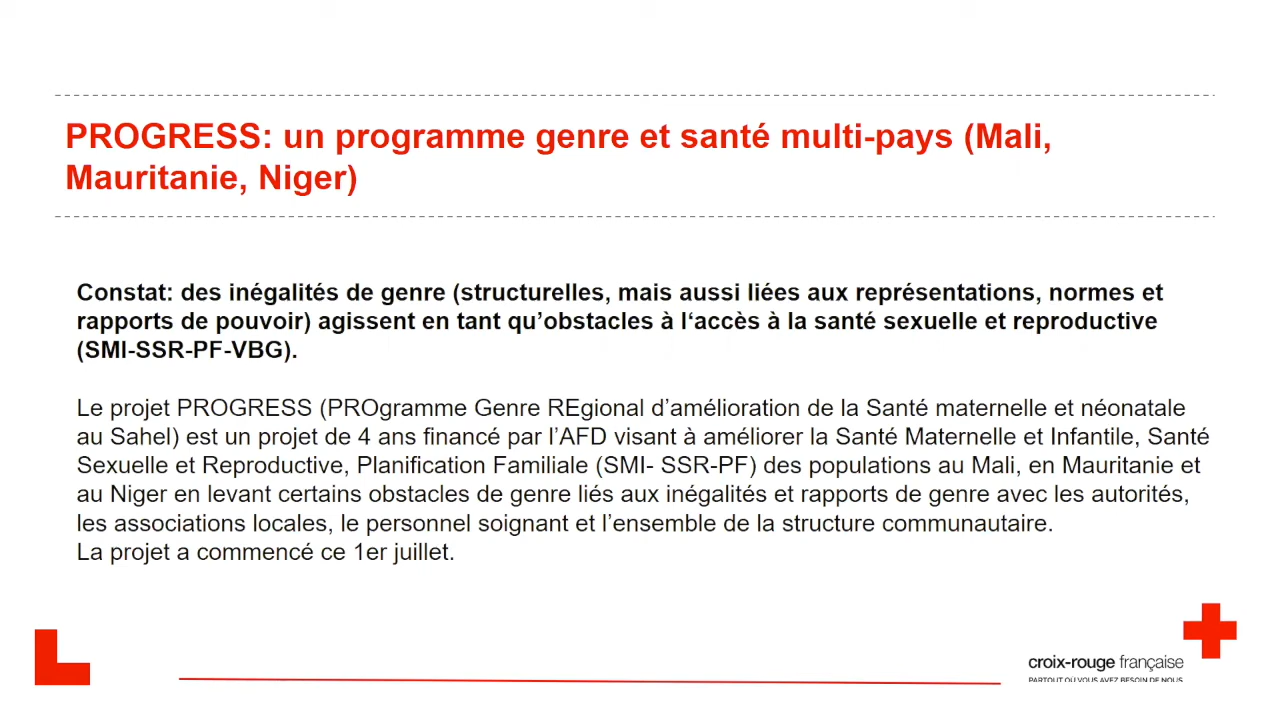 PROGRESS: un programme genre et santé multi-pays (Mali,
Mauritanie, Niger)
Constat: des inégalités de genre (structurelles, mais aussi liées aux représentations, normes et
rapports de pouvoir) agissent en tant qu’obstacles à l‘accès à la santé sexuelle et reproductive
(SMI-SSR-PF-VBG).
Le projet PROGRESS (PROgramme Genre REgional d’amélioration de la Santé maternelle et néonatale
au Sahel) est un projet de 4 ans financé par l’AFD visant à améliorer la Santé Maternelle et Infantile, Santé
Sexuelle et Reproductive, Planification Familiale (SMI- SSR-PF) des populations au Mali, en Mauritanie et
au Niger en levant certains obstacles de genre liés aux inégalités et rapports de genre avec les autorités,
les associations locales, le personnel soignant et l’ensemble de la structure communautaire.
La projet a commencé ce 1er juillet.
croix-rouge française
PARTOUT OÙ VOUS AVEZ BESOIN DE NOUS